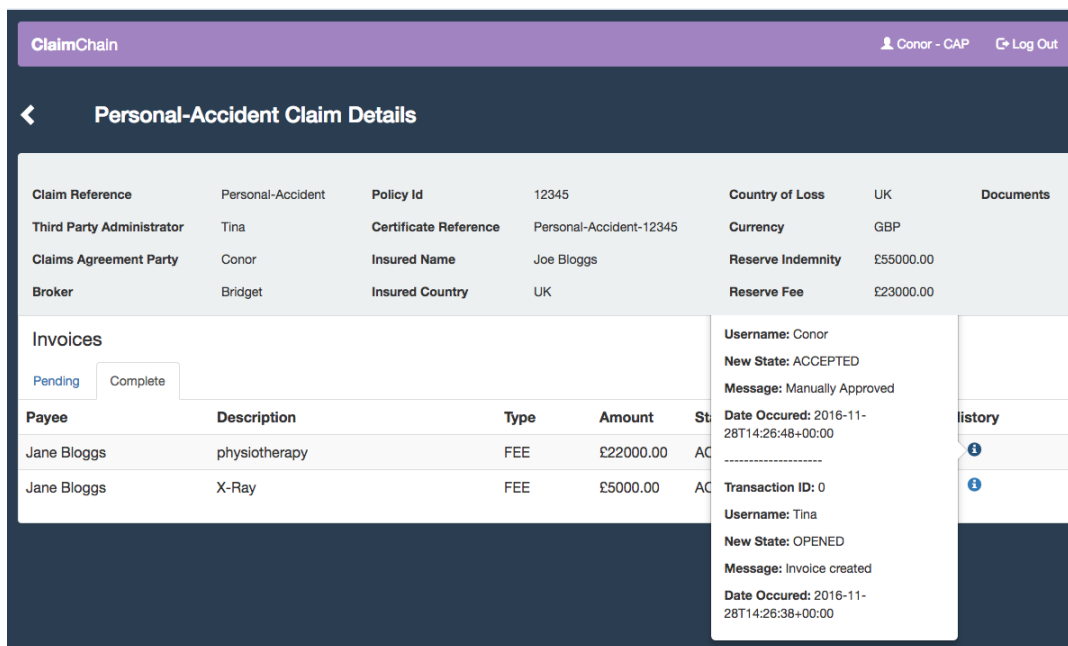 ClaimChain
Conor - CAP
Log Out
Personal-Accident Claim Details
Claim Reference Personal-Accident Policy Id 12345 Country of Loss UK Documents
Third Party Administrator Tina Certificate Reference Personal-Accident-12345 Currency GBP
Claims Agreement Party Conor Insured Name Joe Bloggs Reserve Indemnity £55000.00
Broker Bridget Insured Country UK Reserve Fee £23000.00
Invoices
Pending Complete
Payee Description Type Amount
Jane Bloggs physiotherapy FEE £22000.00
Jane Bloggs X-Ray FEE £5000.00
Username: Conor
New State: ACCEPTED
Message: Manually Approved
Date Occured: 2016-11-
28T14:26:48+00:00
--------------------
Transaction ID: 0
Username: Tina
New State: OPENED
Message: Invoice created
Date Occured: 2016-11-
28T14:26:38+00:00